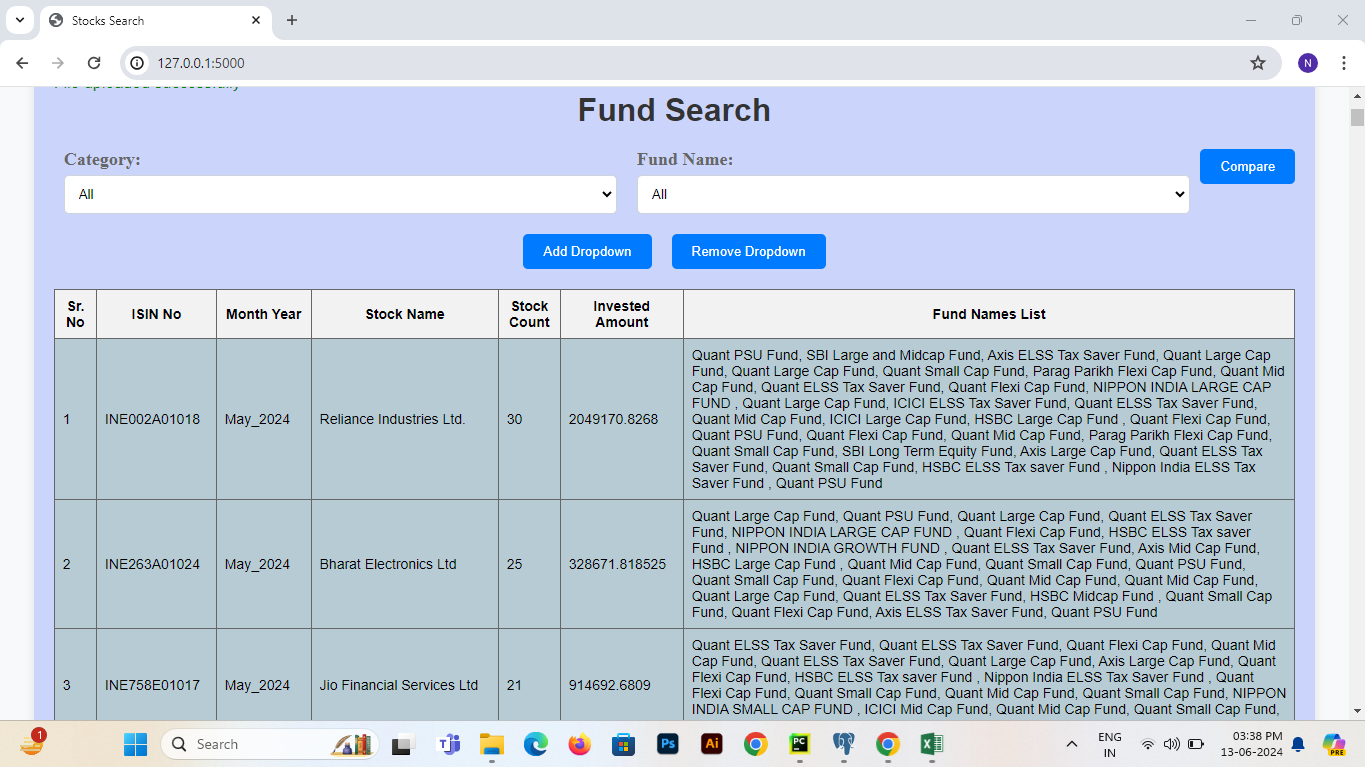 Stocks Search
127.0.0.1:5000
N
File uploaded successfully
Fund Search
Category:
Fund Name:
Compare
All
All
Add Dropdown
Remove Dropdown
Sr. No
ISIN No
Month Year
Stock Name
Stock Count
Invested Amount
Fund Names List
1
INE002A01018
May_2024
Reliance Industries Ltd.
30
2049170.8268
Quant PSU Fund, SBI Large and Midcap Fund, Axis ELSS Tax Saver Fund, Quant Large Cap
Fund, Quant Large Cap Fund, Quant Small Cap Fund, Parag Parikh Flexi Cap Fund, Quant Mid
Cap Fund, Quant ELSS Tax Saver Fund, Quant Flexi Cap Fund, NIPPON INDIA LARGE CAP
FUND , Quant Large Cap Fund, ICICI ELSS Tax Saver Fund, Quant ELSS Tax Saver Fund,
Quant Mid Cap Fund, ICICI Large Cap Fund, HSBC Large Cap Fund , Quant Flexi Cap Fund,
Quant PSU Fund, Quant Flexi Cap Fund, Quant Mid Cap Fund, Parag Parikh Flexi Cap Fund,
Quant Small Cap Fund, SBI Long Term Equity Fund, Axis Large Cap Fund, Quant ELSS Tax
Saver Fund, Quant Small Cap Fund, HSBC ELSS Tax saver Fund , Nippon India ELSS Tax
Saver Fund , Quant PSU Fund
2
INE263A01024
May_2024
Bharat Electronics Ltd
25
328671.818525
Quant Large Cap Fund, Quant PSU Fund, Quant Large Cap Fund, Quant ELSS Tax Saver
Fund, NIPPON INDIA LARGE CAP FUND , Quant Flexi Cap Fund, HSBC ELSS Tax saver
Fund , NIPPON INDIA GROWTH FUND , Quant ELSS Tax Saver Fund, Axis Mid Cap Fund,
HSBC Large Cap Fund , Quant Mid Cap Fund, Quant Small Cap Fund, Quant PSU Fund,
Quant Small Cap Fund, Quant Flexi Cap Fund, Quant Mid Cap Fund, Quant Mid Cap Fund,
Quant Large Cap Fund, Quant ELSS Tax Saver Fund, HSBC Midcap Fund , Quant Small Cap
Fund, Quant Flexi Cap Fund, Axis ELSS Tax Saver Fund, Quant PSU Fund
3
INE758E01017
May_2024
Jio Financial Services Ltd
21
914692.6809
Quant ELSS Tax Saver Fund, Quant ELSS Tax Saver Fund, Quant Flexi Cap Fund, Quant Mid
Cap Fund, Quant ELSS Tax Saver Fund, Quant Large Cap Fund, Axis Large Cap Fund, Quant
Flexi Cap Fund, HSBC ELSS Tax saver Fund , Nippon India ELSS Tax Saver Fund , Quant
Flexi Cap Fund, Quant Small Cap Fund, Quant Mid Cap Fund, Quant Small Cap Fund, NIPPON
INDIA SMALL CAP FUND , ICICI Mid Cap Fund, Quant Mid Cap Fund, Quant Small Cap Fund,
1
Search
Ps
Ai
PC
ENG
IN
03:38 PM
13-06-2024
PRE